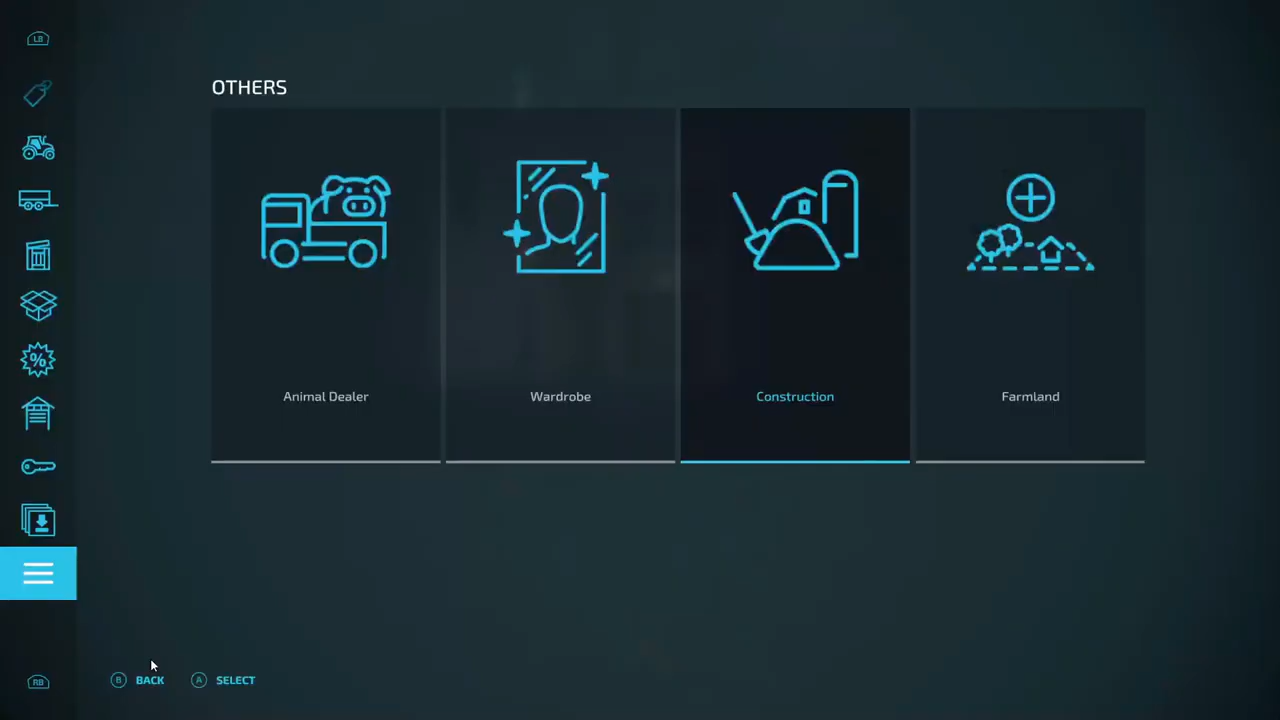 LB
OTHERS
Animal Dealer
Wardrobe
Construction
Farmland
%
RB
B BACK
A SELECT